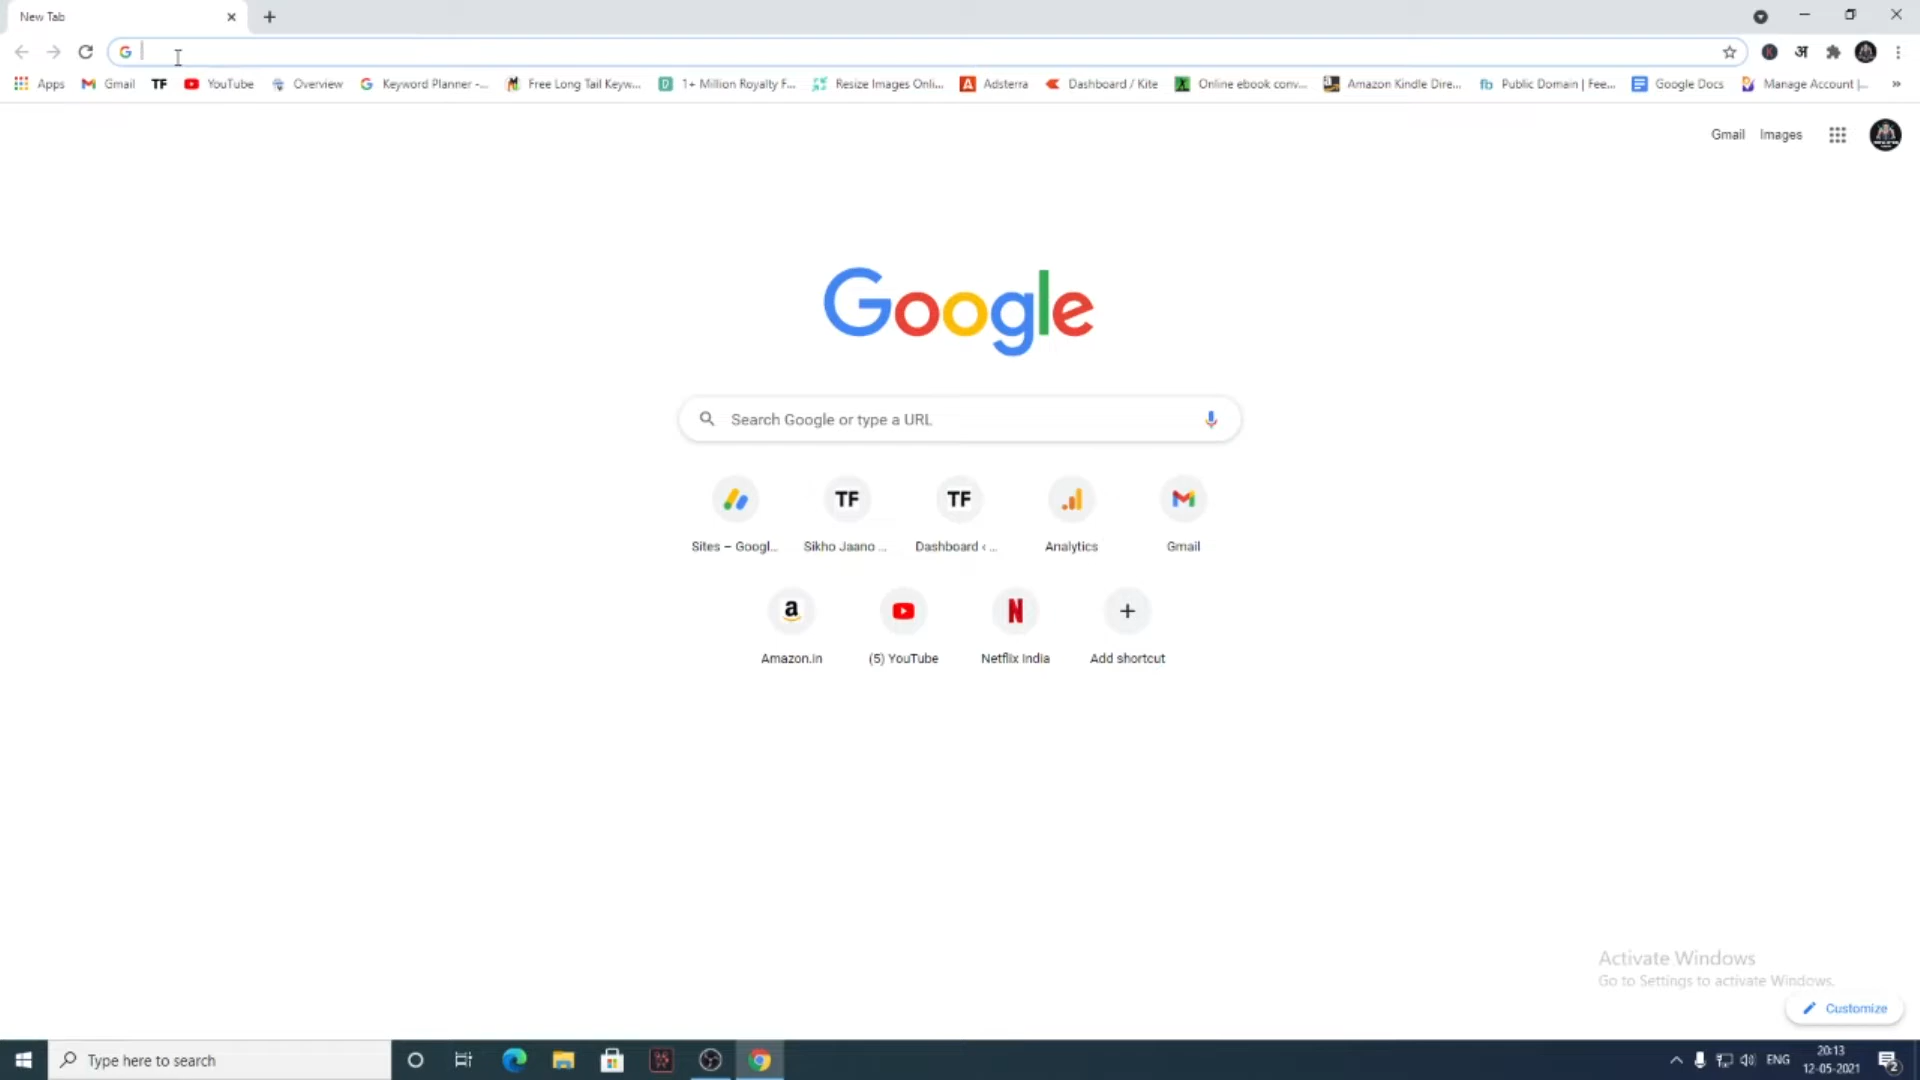 New Tab
Apps Gmail TF YouTube Overview Keyword Planner -... Free Long Tail Keyw... 1+ Million Royalty F... Resize Images Onli... Adsterra Dashboard / Kite Online ebook conv... Amazon Kindle Dire... fb Public Domain | Fee... Google Docs Manage Account |... »
Gmail Images
Google
Search Google or type a URL
TF TF
Sites – Googl... Sikho Jaano ... Dashboard ‹ ... Analytics Gmail
Amazon.in (5) YouTube Netflix India Add shortcut
Activate Windows
Go to Settings to activate Windows.
Customize
Type here to search
ENG
20:13
12-05-2021
2